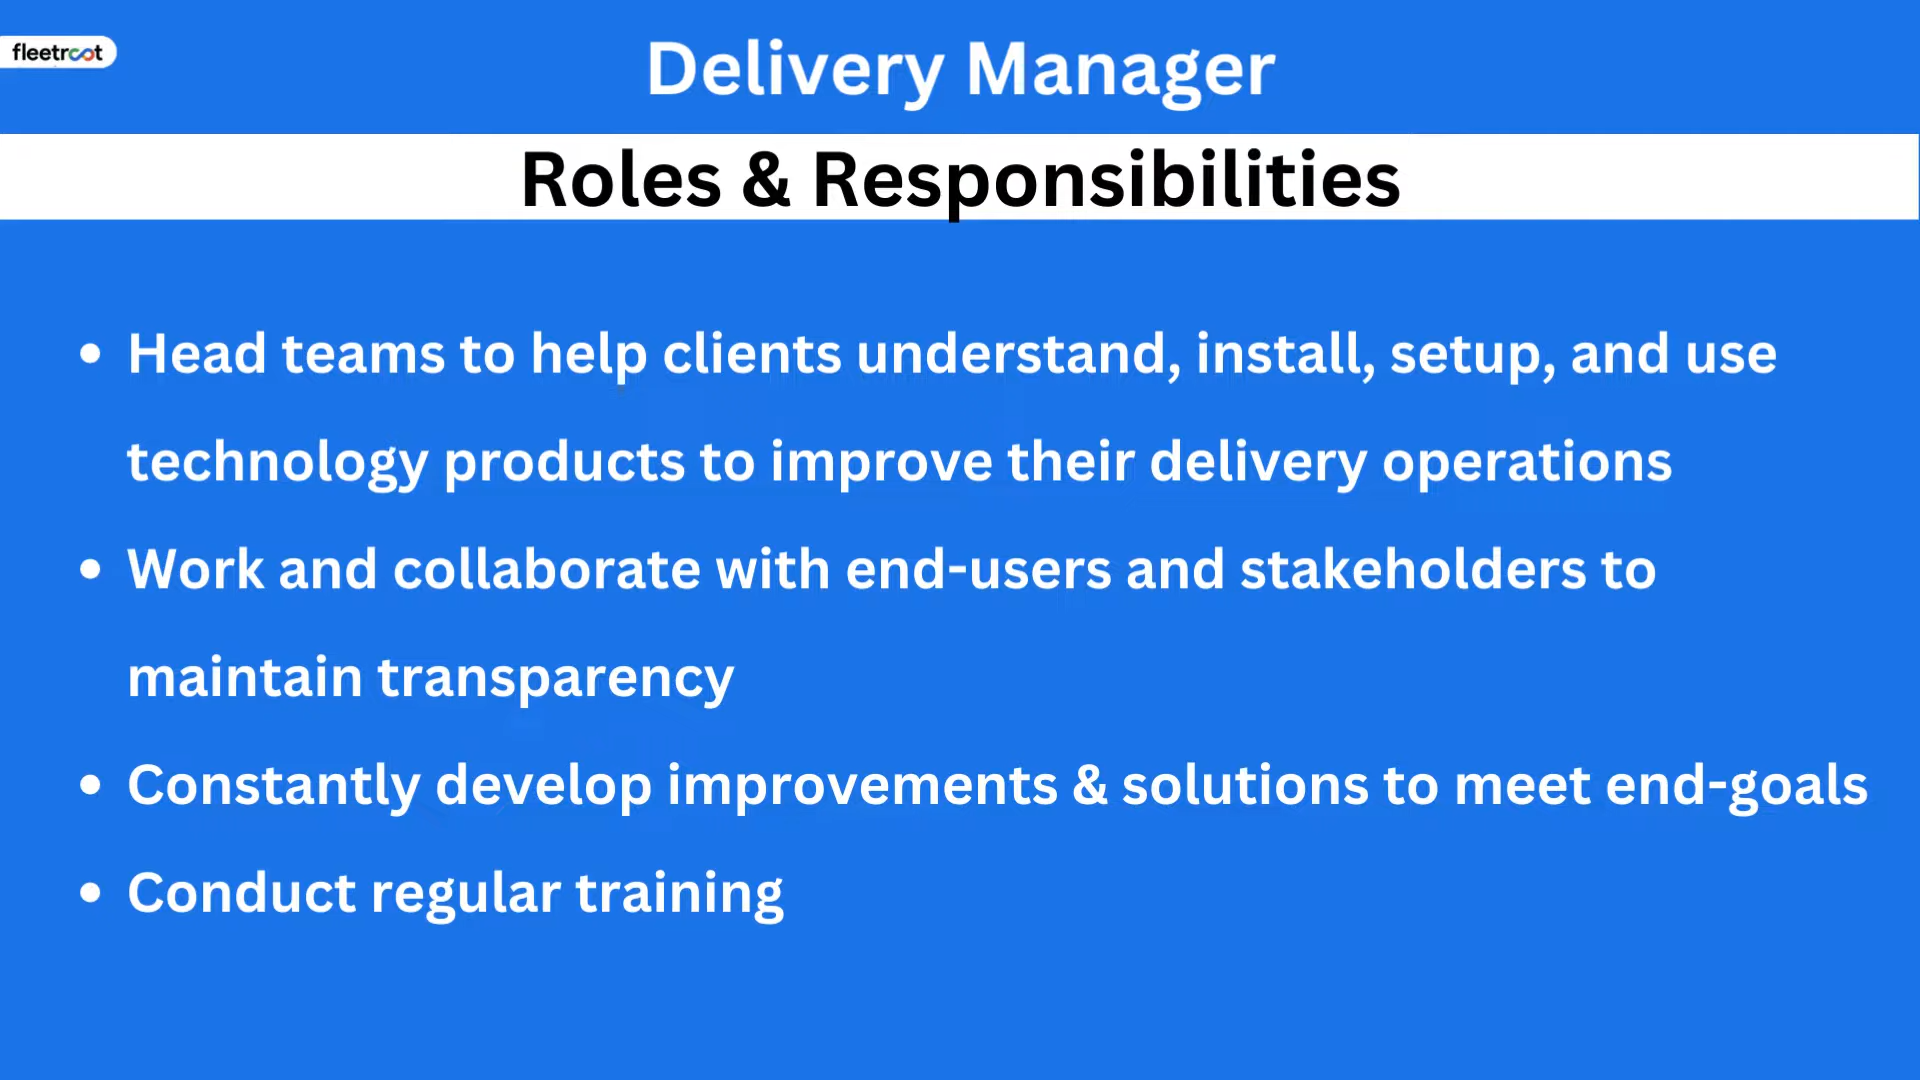 fleetroot
Delivery Manager
Roles & Responsibilities
• Head teams to help clients understand, install, setup, and use
technology products to improve their delivery operations
• Work and collaborate with end-users and stakeholders to
maintain transparency
• Constantly develop improvements & solutions to meet end-goals
• Conduct regular training